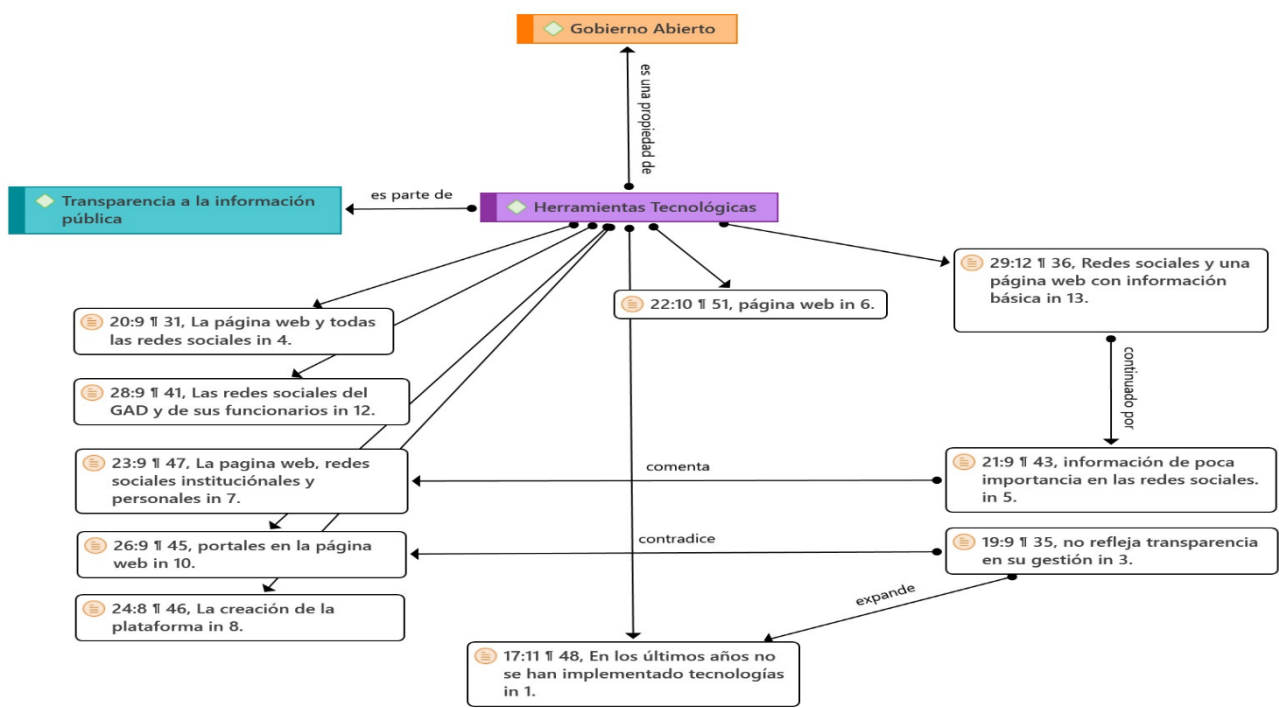 Gobierno Abierto
es una propiedad de
Transparencia a la información
pública
es parte de
Herramientas Tecnológicas
29:12 ¶ 36, Redes sociales y una
página web con información
básica in 13.
22:10 ¶ 51, página web in 6.
20:9 ¶ 31, La página web y todas
las redes sociales in 4.
continuado por
28:9 ¶ 41, Las redes sociales del
GAD y de sus funcionarios in 12.
23:9 ¶ 47, La pagina web, redes
sociales instituciónales y
personales in 7.
comenta
21:9 ¶ 43, información de poca
importancia en las redes sociales.
in 5.
26:9 ¶ 45, portales en la página
web in 10.
contradice
19:9 ¶ 35, no refleja transparencia
en su gestión in 3.
24:8 ¶ 46, La creación de la
plataforma in 8.
expande
17:11 ¶ 48, En los últimos años no
se han implementado tecnologías
in 1.